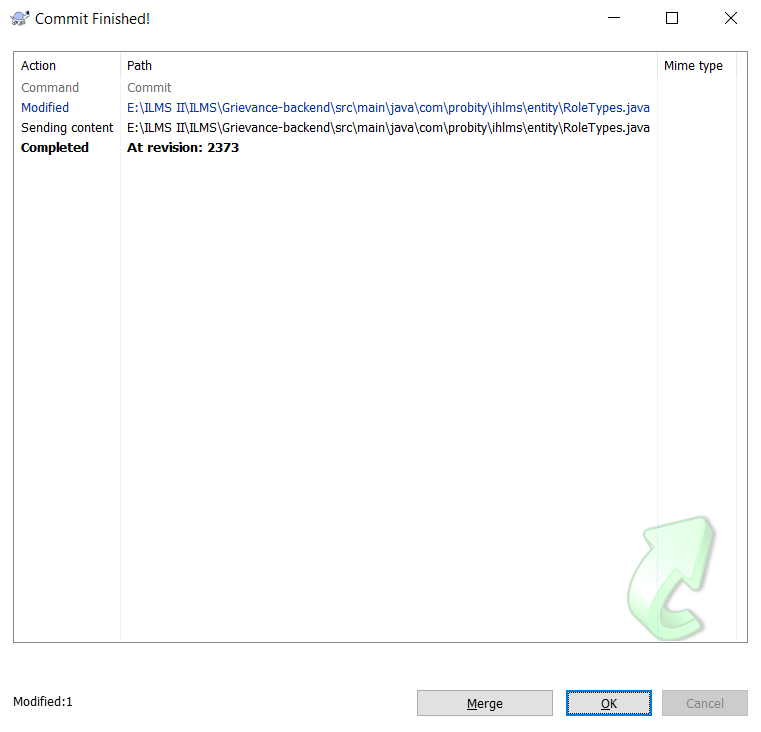 Commit Finished!
Action Path Mime type
Command Commit
Modified E:\ILMS II\ILMS\Grievance-backend\src\main\java\com\probity\ihlms\entity\RoleTypes.java
Sending content E:\ILMS II\ILMS\Grievance-backend\src\main\java\com\probity\ihlms\entity\RoleTypes.java
Completed At revision: 2373
Modified:1 Merge OK Cancel